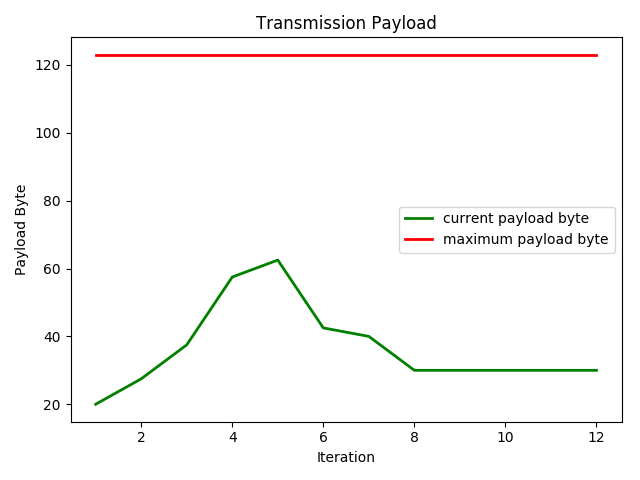 Transmission Payload
120
100
80
60
40
20
Payload Byte
current payload byte
maximum payload byte
2 4 6 8 10 12
Iteration